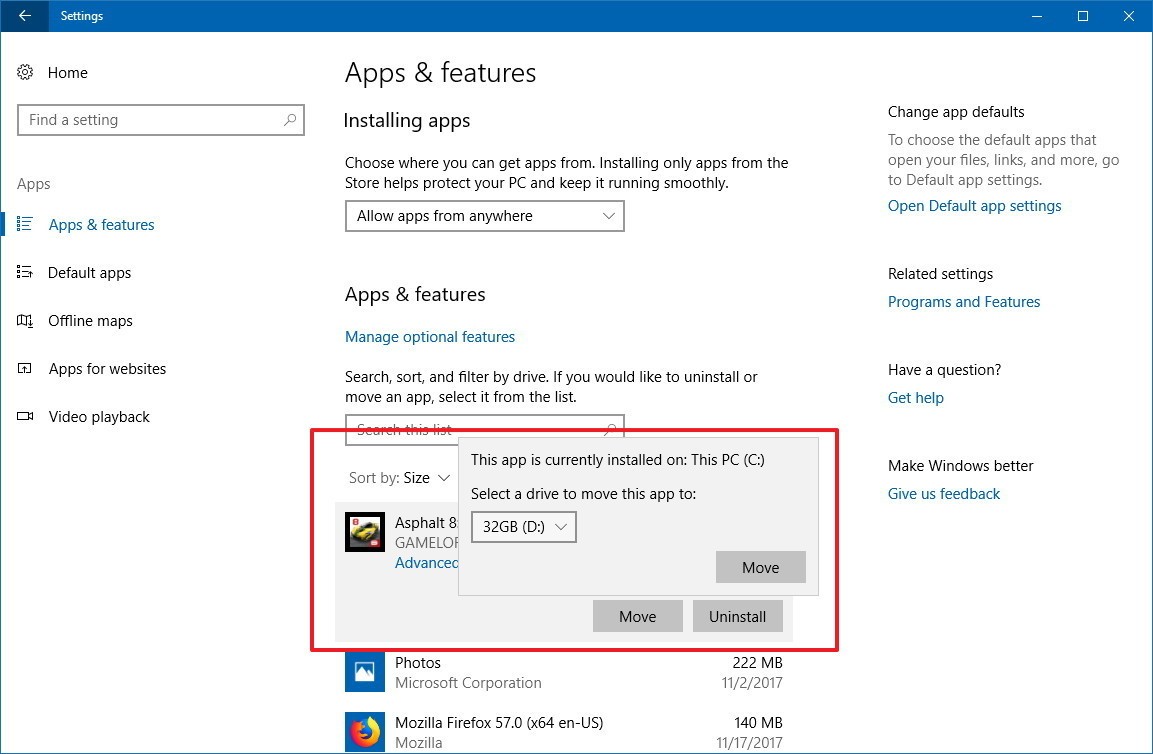 Settings
Home
Find a setting
Apps
Apps & features
Default apps
Offline maps
Apps for websites
Video playback
Apps & features
Installing apps
Choose where you can get apps from. Installing only apps from the
Store helps protect your PC and keep it running smoothly.
Allow apps from anywhere
Apps & features
Manage optional features
Search, sort, and filter by drive. If you would like to uninstall or
move an app, select it from the list.
Search this list
Sort by: Size
This app is currently installed on: This PC (C:)
Select a drive to move this app to:
32GB (D:)
Move
Asphalt 8:
GAMELOF
Advanced
Move
Uninstall
Photos
222 MB
Microsoft Corporation
11/2/2017
Mozilla Firefox 57.0 (x64 en-US)
140 MB
Mozilla
11/17/2017
Change app defaults
To choose the default apps that
open your files, links, and more, go
to Default app settings.
Open Default app settings
Related settings
Programs and Features
Have a question?
Get help
Make Windows better
Give us feedback